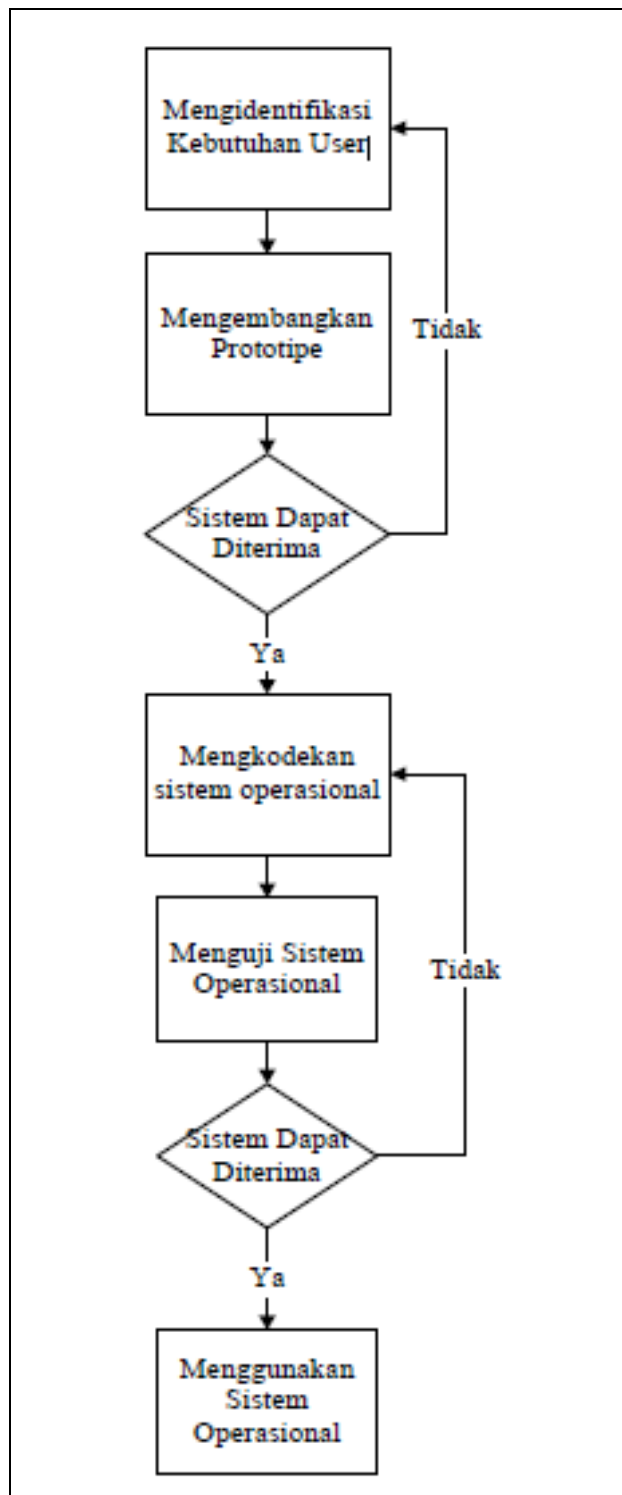 Mengidentifikasi
Kebutuhan User
Mengembangkan
Prototipe
Tidak
Sistem Dapat
Diterima
Ya
Mengkodekan
sistem operasional
Menguji Sistem
Operasional
Tidak
Sistem Dapat
Diterima
Ya
Menggunakan
Sistem
Operasional